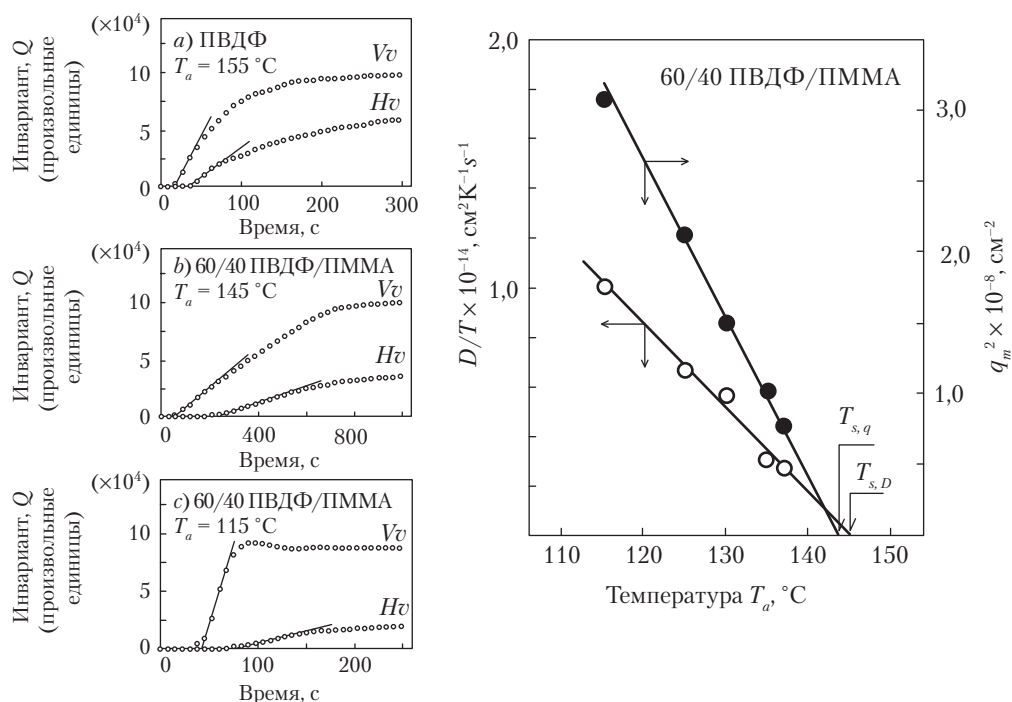 Инвариант, Q
(произвольные
единицы)
(×10⁴)
a) ПВДФ
Tₐ = 155 °C
Vv
Hv
10
5
0
0 100 200 300
Время, с
Инвариант, Q
(произвольные
единицы)
(×10⁴)
b) 60/40 ПВДФ/ПММА
Tₐ = 145 °C
Vv
Hv
10
5
0
0 400 800
Время, с
Инвариант, Q
(произвольные
единицы)
(×10⁴)
c) 60/40 ПВДФ/ПММА
Tₐ = 115 °C
Vv
Hv
10
5
0
0 100 200
Время, с
60/40 ПВДФ/ПММА
D/T × 10⁻¹⁴, см²K⁻¹s⁻¹
2,0
1,0
qₘ² × 10⁻⁸, см⁻²
3,0
2,0
1,0
T_{s, q}
T_{s, D}
110 120 130 140 150
Температура Tₐ, °C